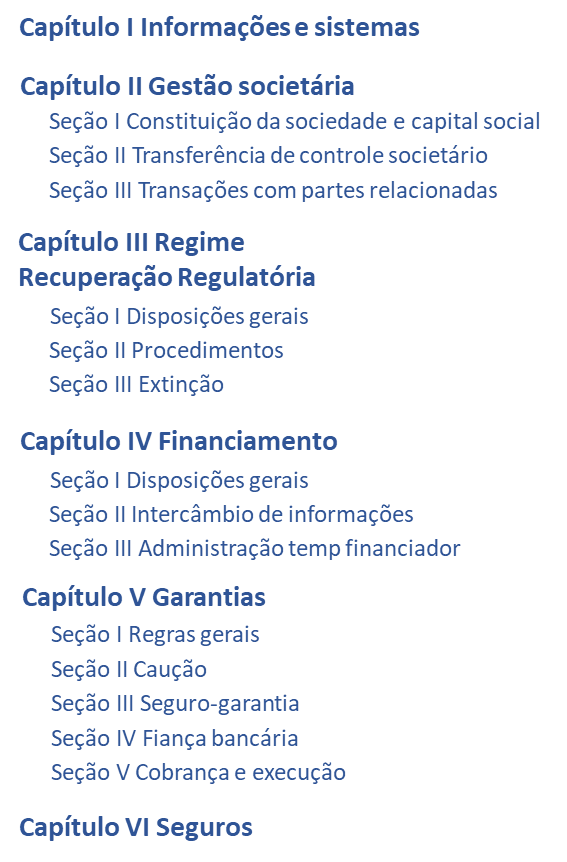 Capítulo I Informações e sistemas
Capítulo II Gestão societária
Seção I Constituição da sociedade e capital social
Seção II Transferência de controle societário
Seção III Transações com partes relacionadas
Capítulo III Regime
Recuperação Regulatória
Seção I Disposições gerais
Seção II Procedimentos
Seção III Extinção
Capítulo IV Financiamento
Seção I Disposições gerais
Seção II Intercâmbio de informações
Seção III Administração temp financiador
Capítulo V Garantias
Seção I Regras gerais
Seção II Caução
Seção III Seguro-garantia
Seção IV Fiança bancária
Seção V Cobrança e execução
Capítulo VI Seguros